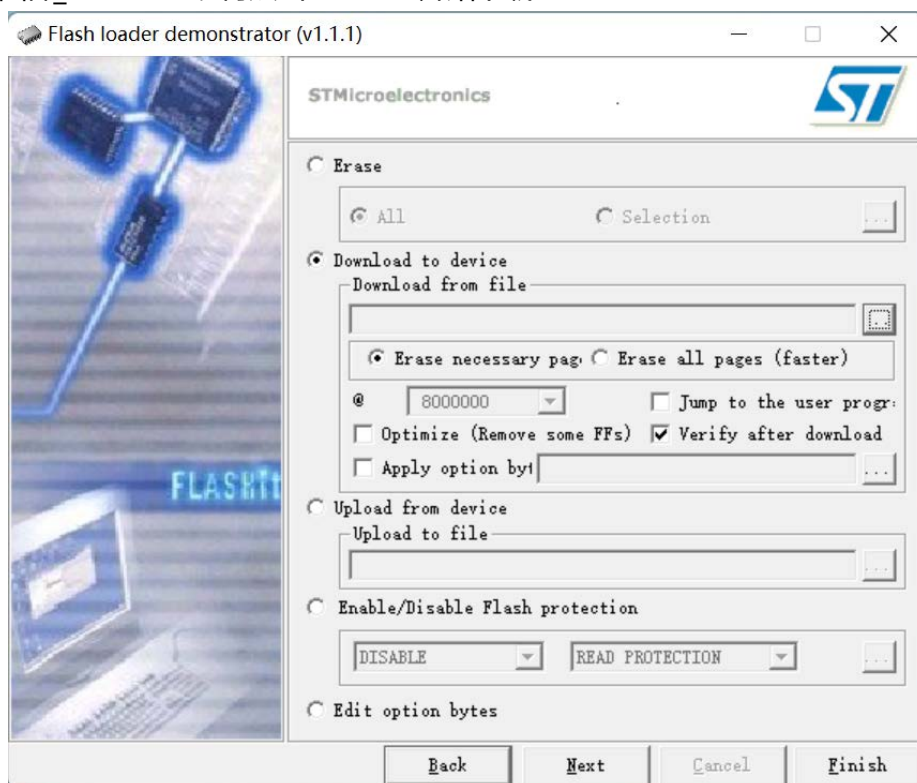 Flash loader demonstrator (v1.1.1)
STMicroelectronics
ST
Erase
All Selection ...
Download to device
Download from file
Erase necessary pag Erase all pages (faster)
@ 8000000 Jump to the user progr
Optimize (Remove some FFs) Verify after download
Apply option byt ...
FLASH
Upload from device
Upload to file
...
Enable/Disable Flash protection
DISABLE READ PROTECTION ...
Edit option bytes
Back Next Cancel Finish